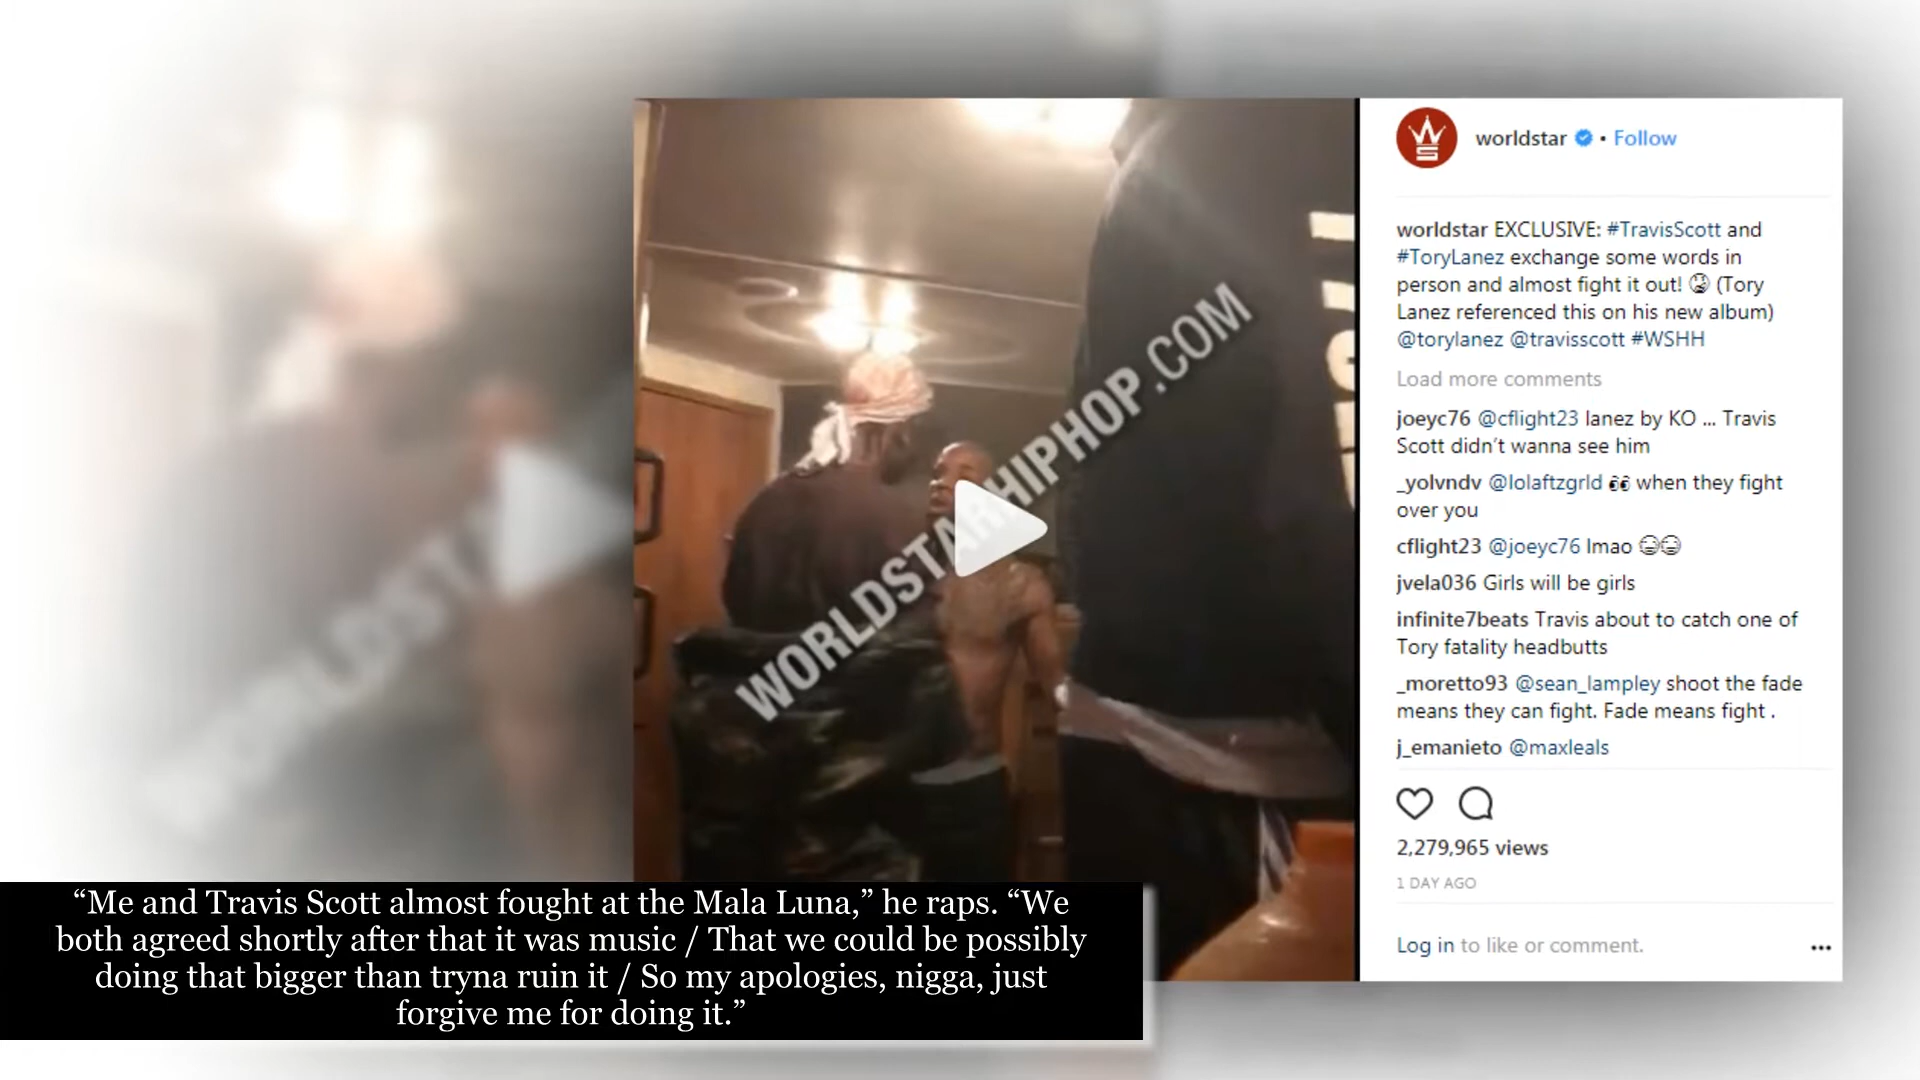 worldstar • Follow
worldstar EXCLUSIVE: #TravisScott and
#ToryLanez exchange some words in
person and almost fight it out! 😨 (Tory
Lanez referenced this on his new album)
@torylanez @travisscott #WSHH
Load more comments
joeyc76 @cflight23 lanez by KO ... Travis
Scott didn’t wanna see him
_yolvndv @lolaftzgrld 👀 when they fight
over you
cflight23 @joeyc76 lmao 😂😂
jvela036 Girls will be girls
infinite7beats Travis about to catch one of
Tory fatality headbutts
_moretto93 @sean_lampley shoot the fade
means they can fight. Fade means fight .
j_emanieto @maxleals
2,279,965 views
1 DAY AGO
Log in to like or comment.
WORLDSTARHIPHOP.COM
“Me and Travis Scott almost fought at the Mala Luna,” he raps. “We
both agreed shortly after that it was music / That we could be possibly
doing that bigger than tryna ruin it / So my apologies, nigga, just
forgive me for doing it.”